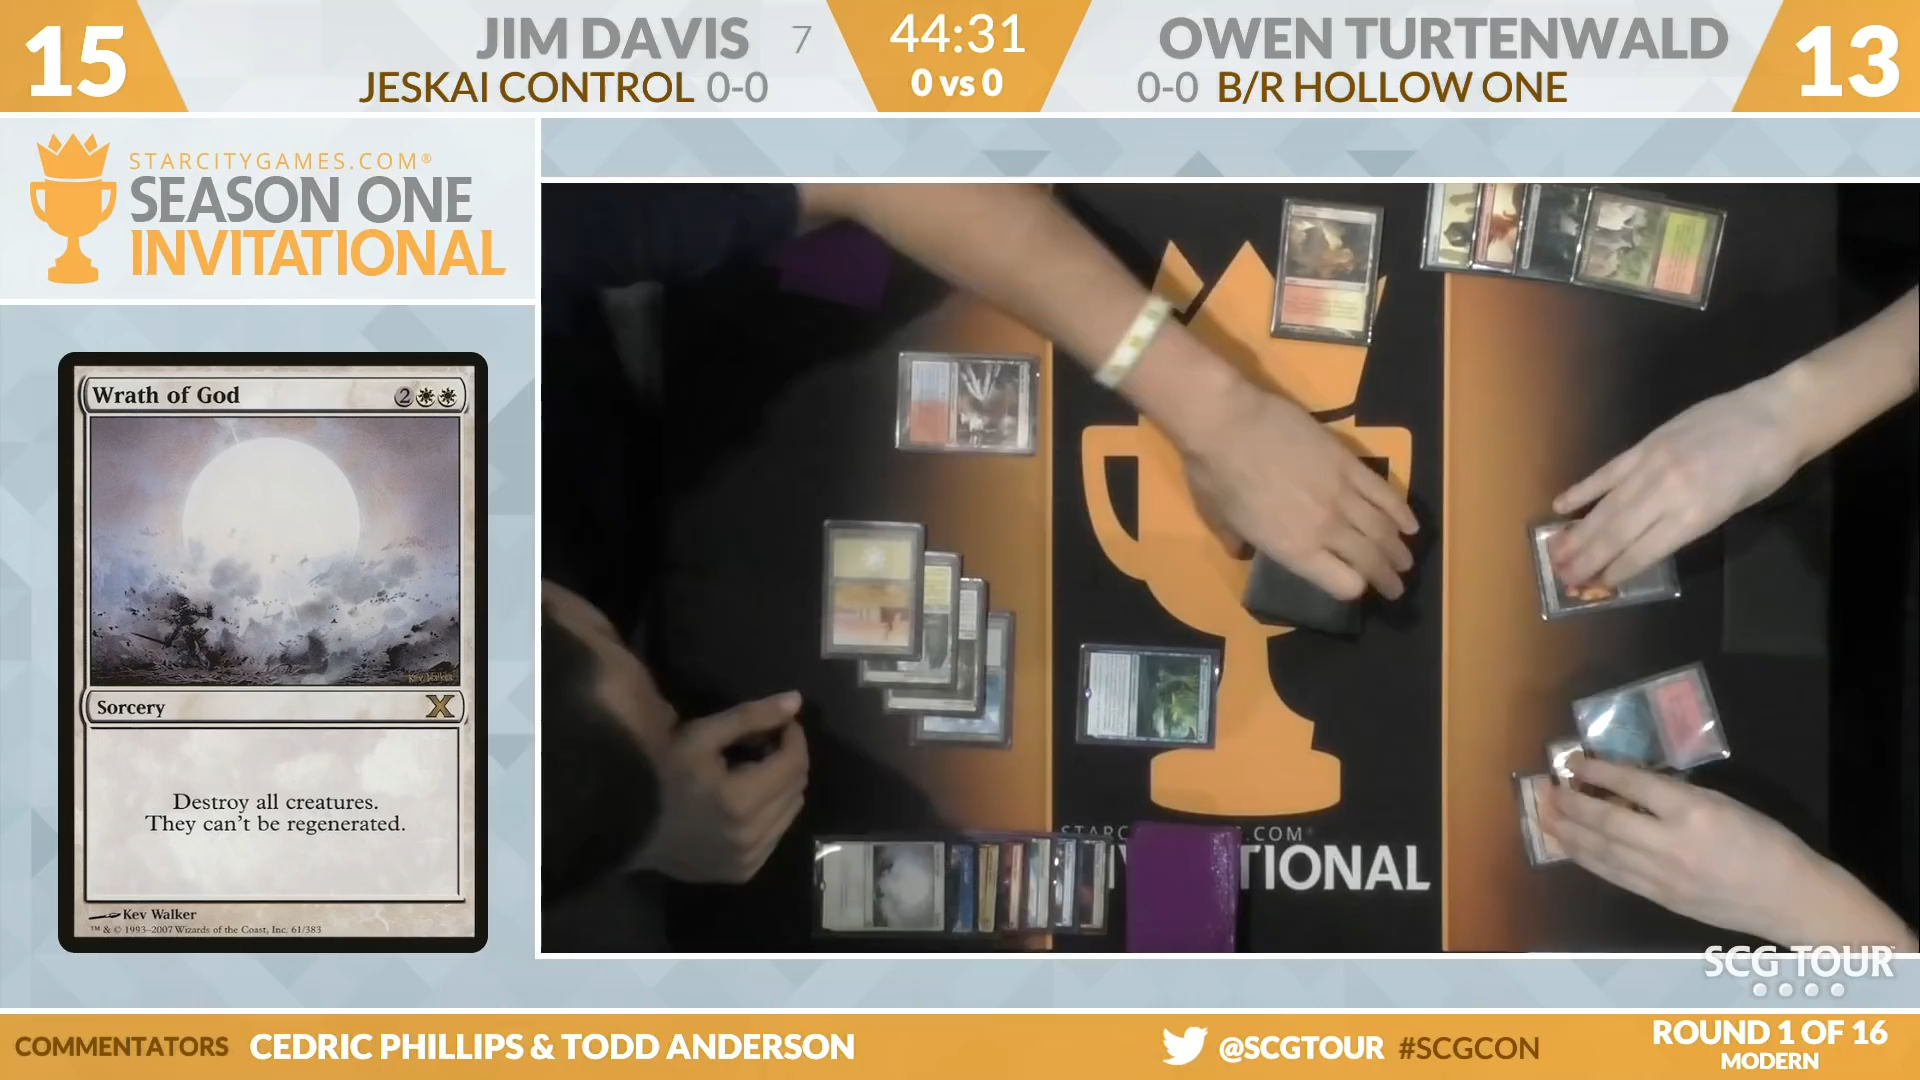 15
JIM DAVIS 7
JESKAI CONTROL 0-0
44:31
0 vs 0
OWEN TURTENWALD
0-0 B/R HOLLOW ONE
13
STARCITYGAMES.COM®
SEASON ONE
INVITATIONAL
Wrath of God 2
Kev Walker
Sorcery
Destroy all creatures.
They can't be regenerated.
Kev Walker
™ & © 1993–2007 Wizards of the Coast, Inc. 61/383
TIONAL
SCG TOUR
COMMENTATORS CEDRIC PHILLIPS & TODD ANDERSON
@SCGTOUR #SCGCON
ROUND 1 OF 16
MODERN